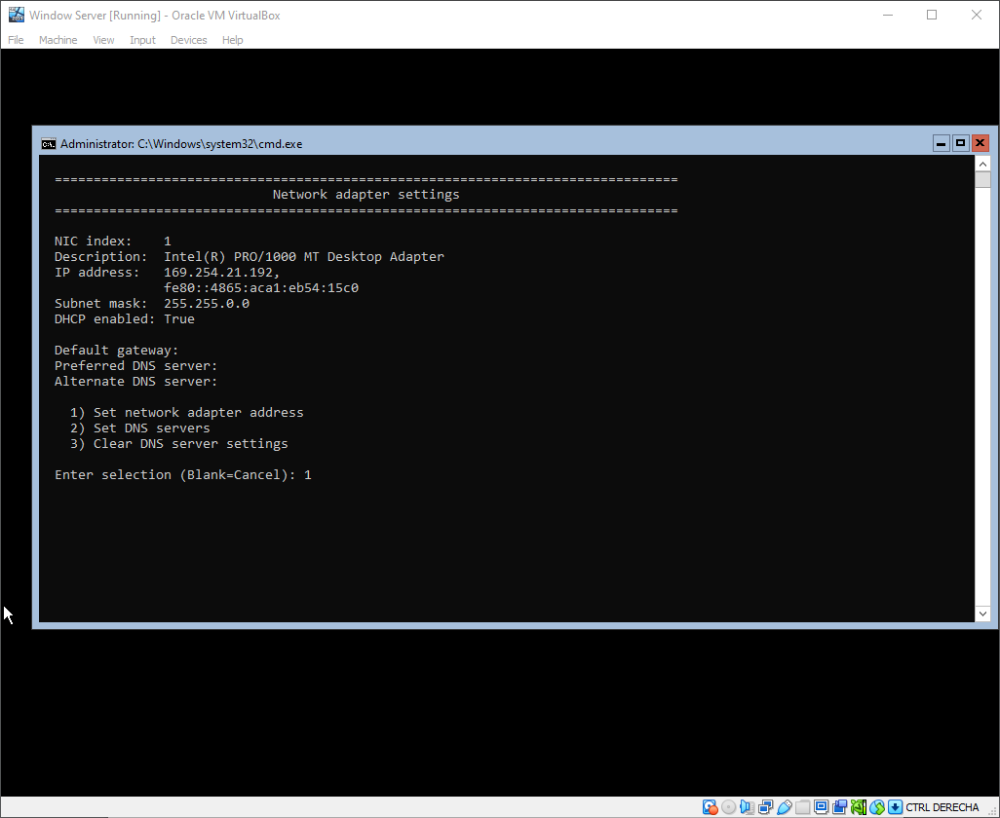 Window Server [Running] - Oracle VM VirtualBox
File Machine View Input Devices Help
Administrator: C:\Windows\system32\cmd.exe
================================================================================
Network adapter settings
================================================================================
NIC index: 1
Description: Intel(R) PRO/1000 MT Desktop Adapter
IP address: 169.254.21.192,
fe80::4865:aca1:eb54:15c0
Subnet mask: 255.255.0.0
DHCP enabled: True
Default gateway:
Preferred DNS server:
Alternate DNS server:
1) Set network adapter address
2) Set DNS servers
3) Clear DNS server settings
Enter selection (Blank=Cancel): 1
CTRL DERECHA